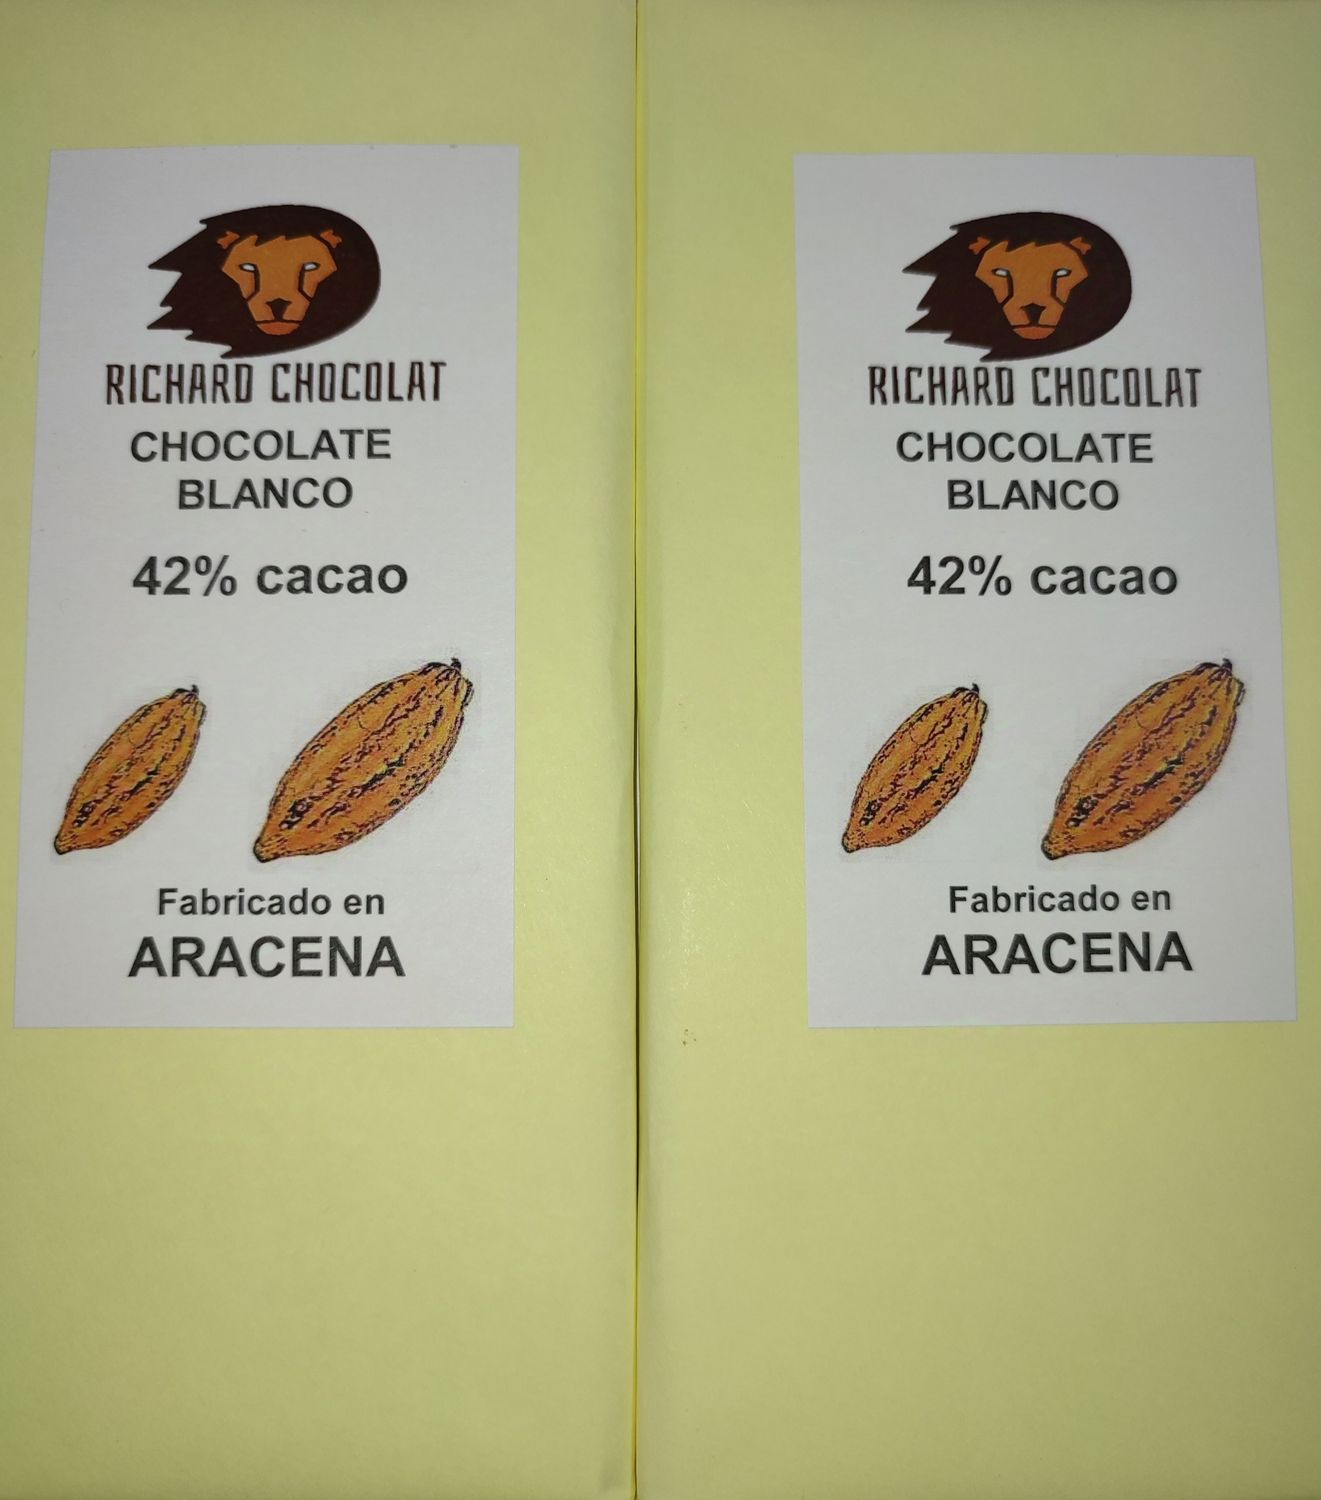 RICHARD CHOCOLAT
CHOCOLATE
BLANCO
42% cacao
Fabricado en
ARACENA
RICHARD CHOCOLAT
CHOCOLATE
BLANCO
42% cacao
Fabricado en
ARACENA